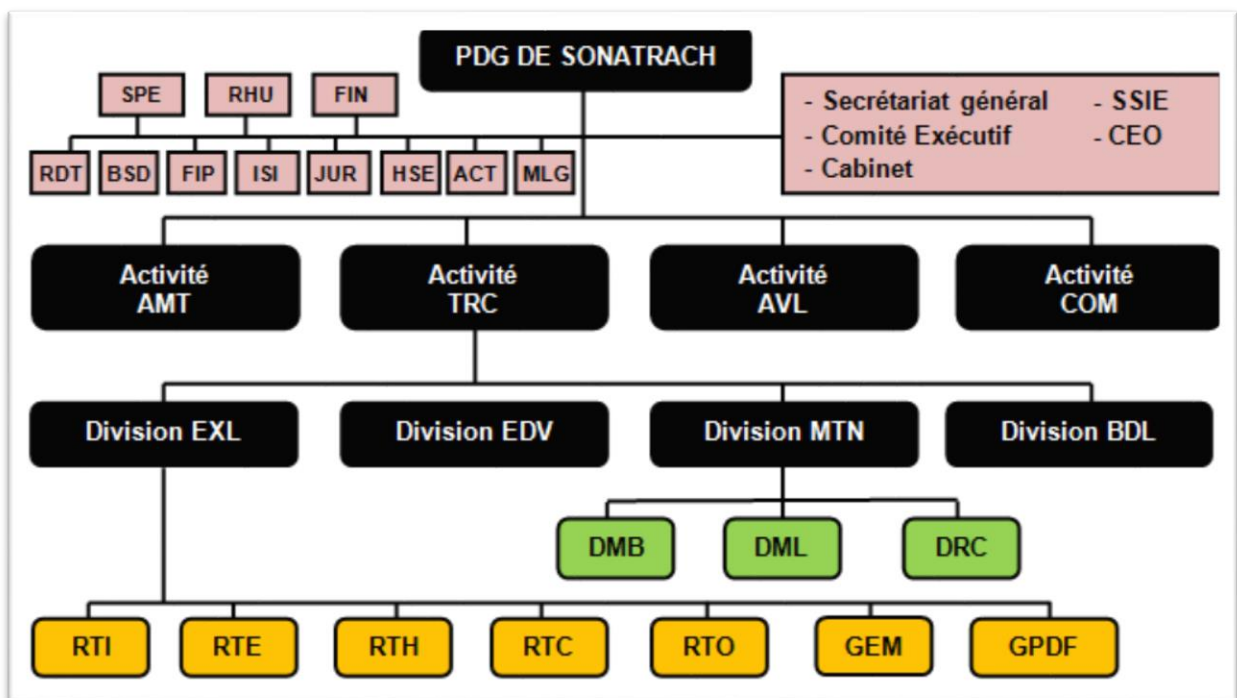 PDG DE SONATRACH
SPE
RHU
FIN
- Secrétariat général - SSIE
- Comité Exécutif - CEO
- Cabinet
RDT
BSD
FIP
ISI
JUR
HSE
ACT
MLG
Activité
AMT
Activité
TRC
Activité
AVL
Activité
COM
Division EXL
Division EDV
Division MTN
Division BDL
DMB
DML
DRC
RTI
RTE
RTH
RTC
RTO
GEM
GPDF